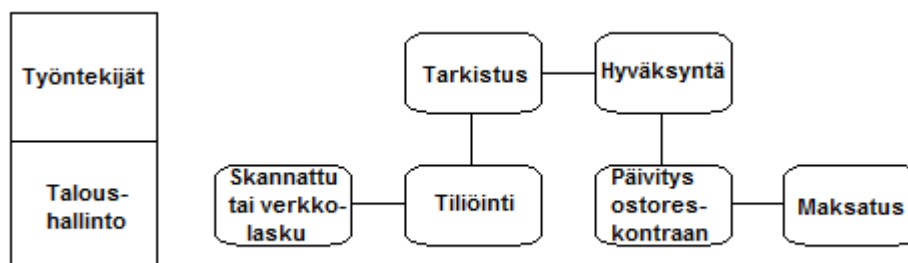 Työntekijät
Tarkistus
Hyväksyntä
Talous-
hallinto
Skannattu
tai verkko-
lasku
Tiliöinti
Päivitys
ostores-
kontraan
Maksatus